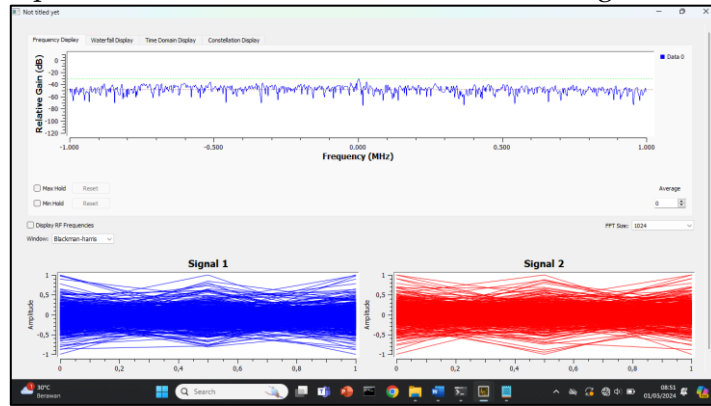 Not titled yet
Frequency Display Waterfall Display Time Domain Display Constellation Display
Relative Gain (dB)
0
-20
-40
-60
-80
-100
-120
Data 0
-1.000 -0.500 0.000 0.500 1.000
Frequency (MHz)
Max Hold Reset
Min Hold Reset
Average
0
Display RF Frequencies
FFT Size: 1024
Window: Blackman-harris
Signal 1
Amplitude
1
0,5
0
-0,5
-1
0 0,2 0,4 0,6 0,8 1
Signal 2
Amplitude
1
0,5
0
-0,5
-1
0 0,2 0,4 0,6 0,8 1
30°C
Berawan
Search
08:51
01/03/2024